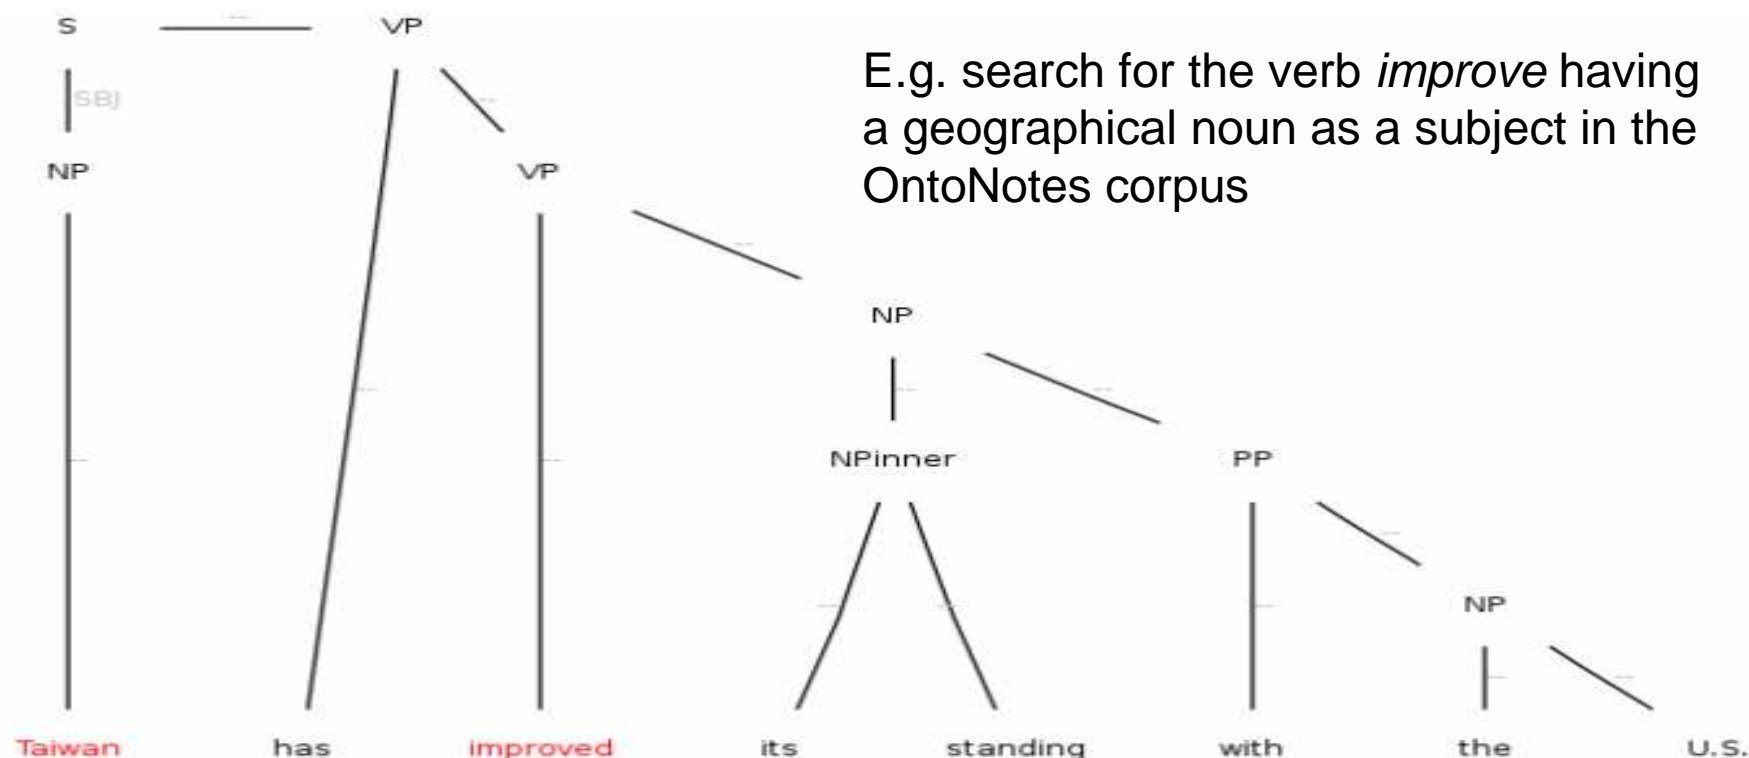 S -- VP
E.g. search for the verb improve having
a geographical noun as a subject in the
OntoNotes corpus
SBJ --
NP VP
--
NP
-- --
NPinner PP
-- -- --
-- -- --
NP
-- --
Taiwan has improved its standing with the U.S.